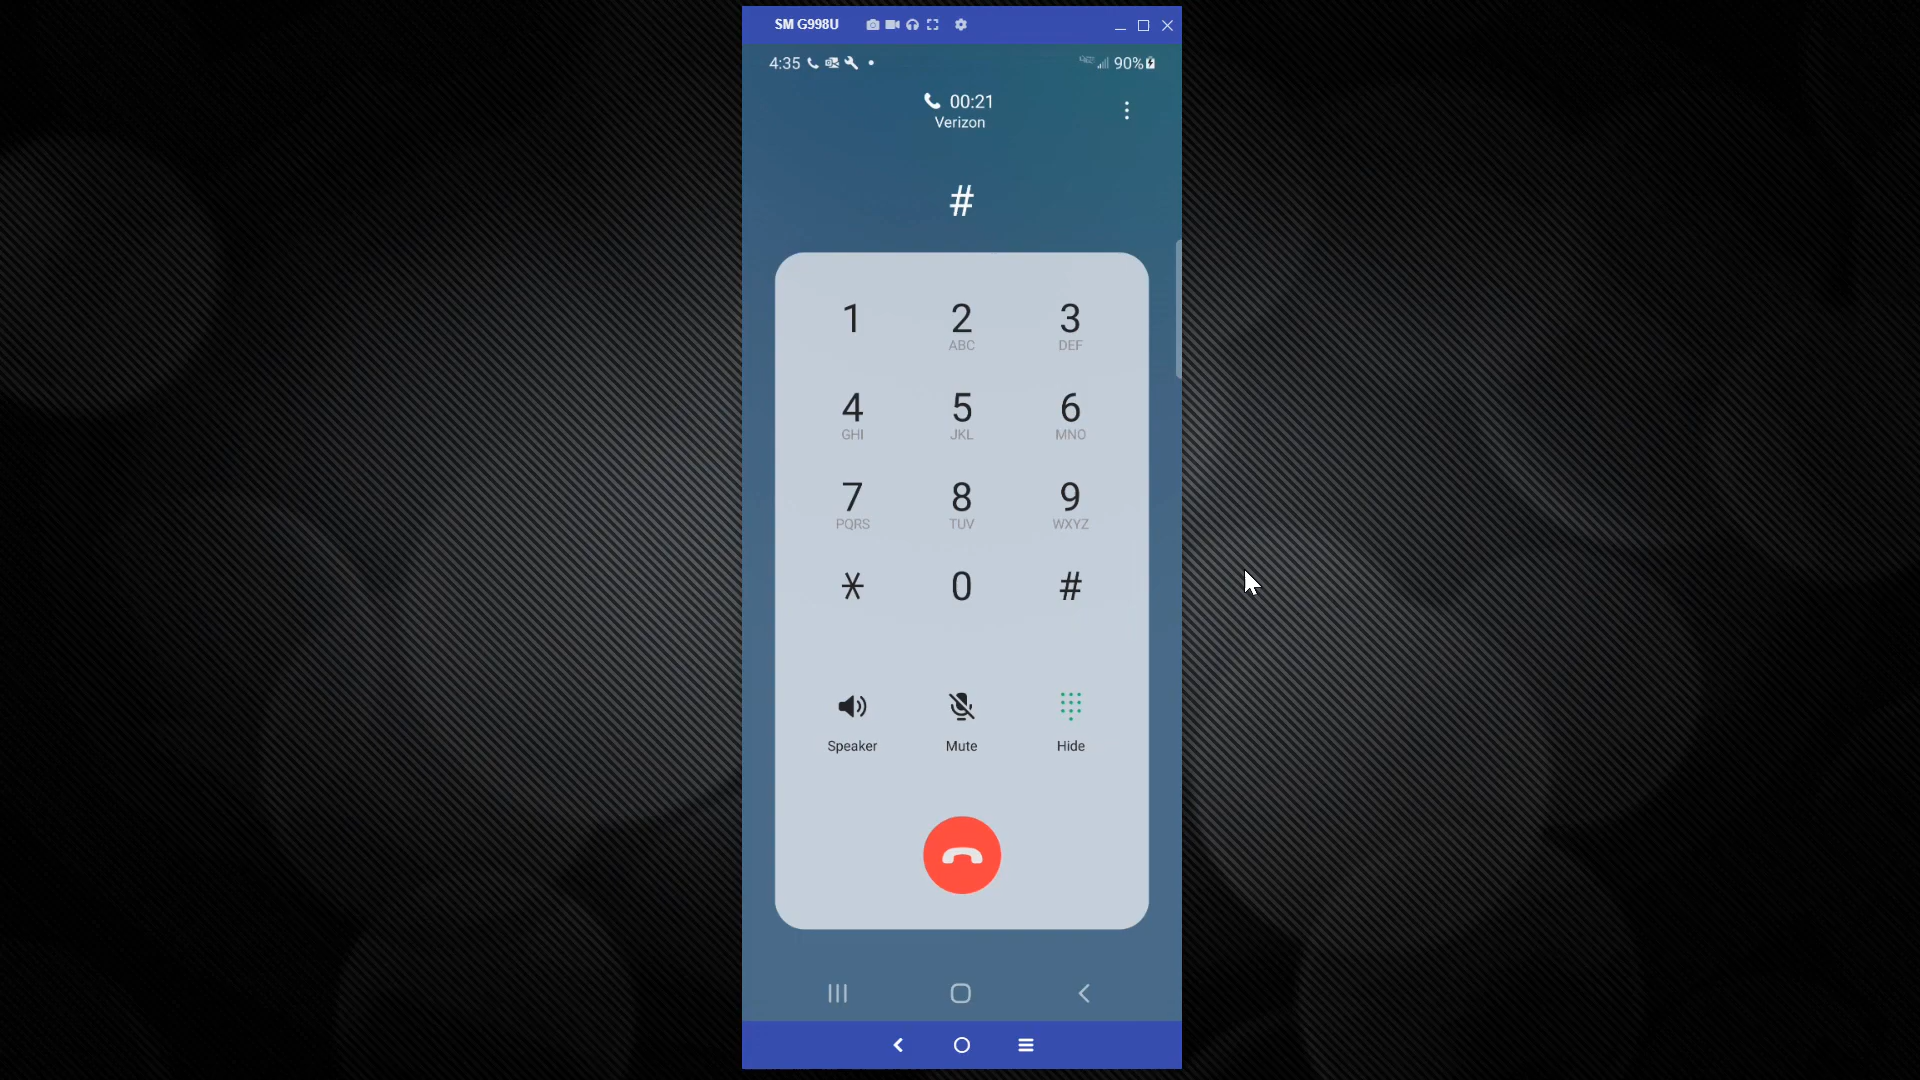 SM G998U
4:35 90%
00:21
Verizon
#
1 2 3
ABC DEF
4 5 6
GHI JKL MNO
7 8 9
PQRS TUV WXYZ
* 0 #
Speaker Mute Hide